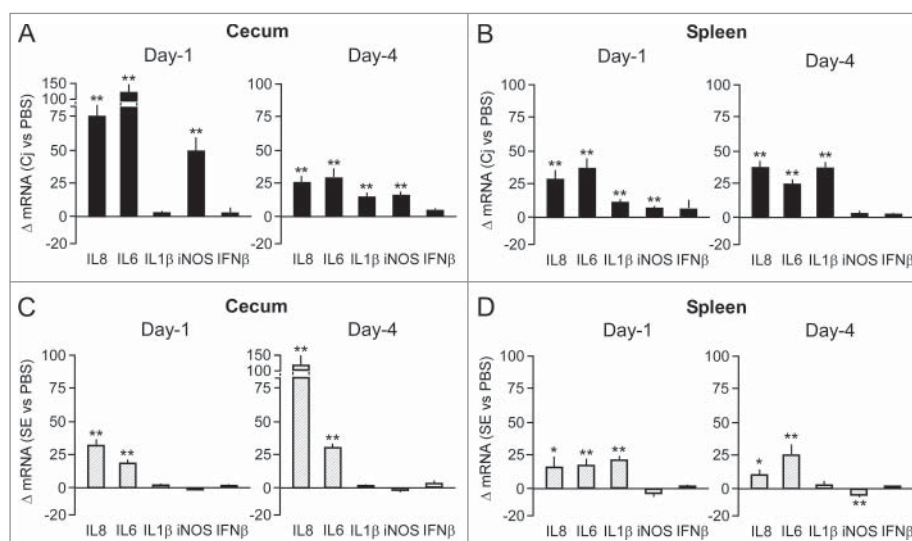 A
Cecum
Day-1
Day-4
Δ mRNA (Cj vs PBS)
150
100
75
50
25
0
-20
** ** **
IL8 IL6 IL1β iNOS IFNβ
100
75
50
25
0
-20
** ** ** **
IL8 IL6 IL1β iNOS IFNβ
B
Spleen
Day-1
Day-4
Δ mRNA (Cj vs PBS)
100
75
50
25
0
-20
** ** ** **
IL8 IL6 IL1β iNOS IFNβ
100
75
50
25
0
-20
** ** **
IL8 IL6 IL1β iNOS IFNβ
C
Cecum
Day-1
Day-4
Δ mRNA (SE vs PBS)
100
75
50
25
0
-20
** **
IL8 IL6 IL1β iNOS IFNβ
150
100
75
50
25
0
-20
** **
IL8 IL6 IL1β iNOS IFNβ
D
Spleen
Day-1
Day-4
Δ mRNA (SE vs PBS)
100
75
50
25
0
-20
* ** **
IL8 IL6 IL1β iNOS IFNβ
100
75
50
25
0
-20
* ** **
IL8 IL6 IL1β iNOS IFNβ